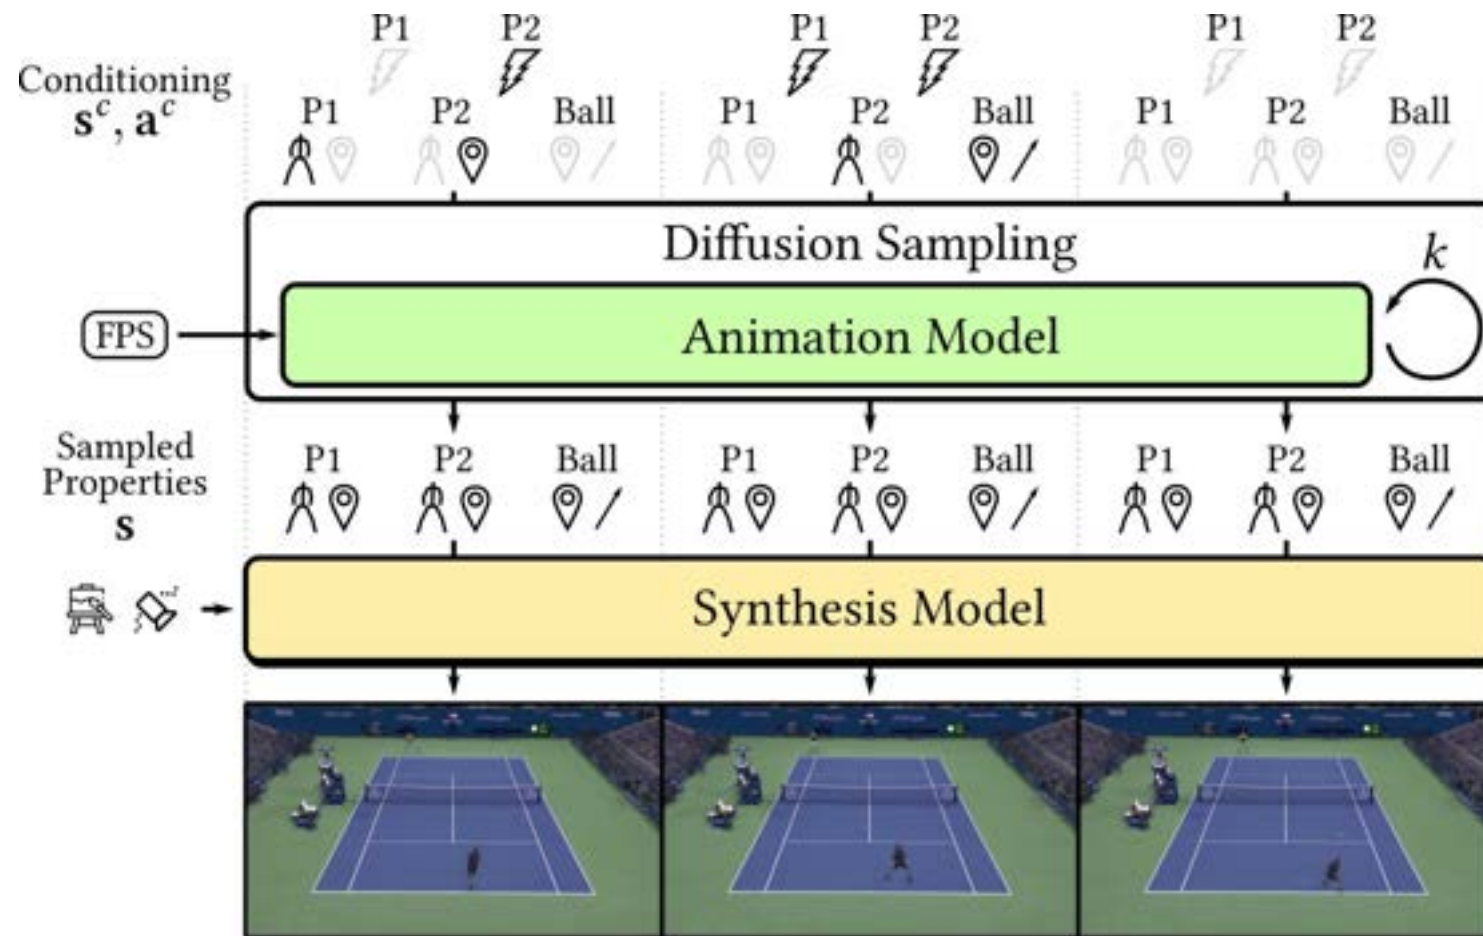 P1 P2 P1 P2 P1 P2
Conditioning
s^c, a^c
P1 P2 Ball P1 P2 Ball P1 P2 Ball
Diffusion Sampling
k
FPS
Animation Model
Sampled
Properties
s
P1 P2 Ball P1 P2 Ball P1 P2 Ball
Synthesis Model